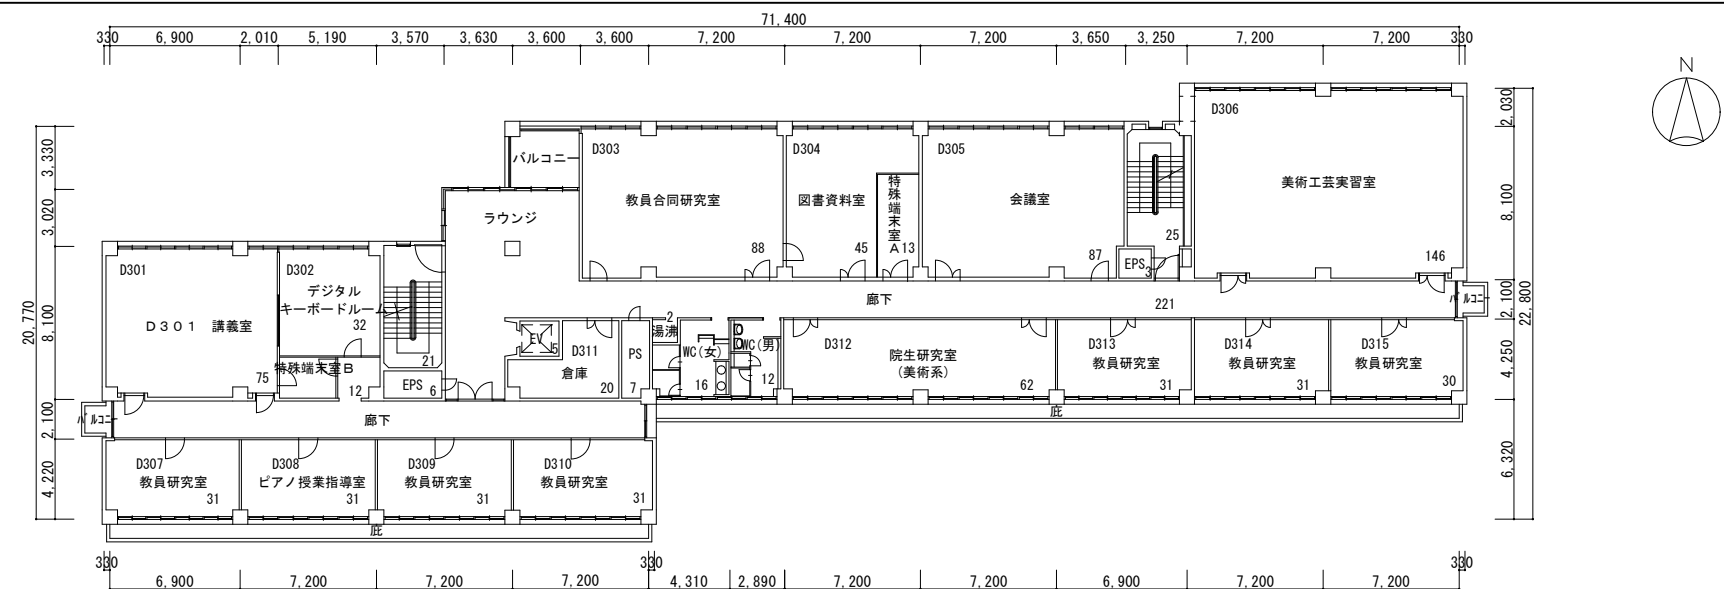 71,400
330 6,900 2,010 5,190 3,570 3,630 3,600 3,600 7,200 7,200 7,200 3,650 3,250 7,200 7,200 330
N
2,030
8,100
2,100
4,250
6,320
22,800
3,330
3,020
8,100
2,100
4,220
20,770
D306
美術工芸実習室
146
バルコニー
D303
教員合同研究室
88
D304
図書資料室
45
特殊端末室A
13
D305
会議室
87
25
EPS
3
ラウンジ
D301
D301 講義室
75
D302
デジタル
キーボードルーム
32
特殊端末室B
12
21
EPS
6
廊下
221
バルコニ
EV
5
D311
倉庫
20
PS
7
2
湯沸
WC(女)
16
WC(男)
12
D312
院生研究室
(美術系)
62
D313
教員研究室
31
D314
教員研究室
31
D315
教員研究室
30
庇
バルコニ
廊下
D307
教員研究室
31
D308
ピアノ授業指導室
31
D309
教員研究室
31
D310
教員研究室
31
庇
330 6,900 7,200 7,200 7,200 330 4,310 2,890 7,200 7,200 6,900 7,200 7,200 330